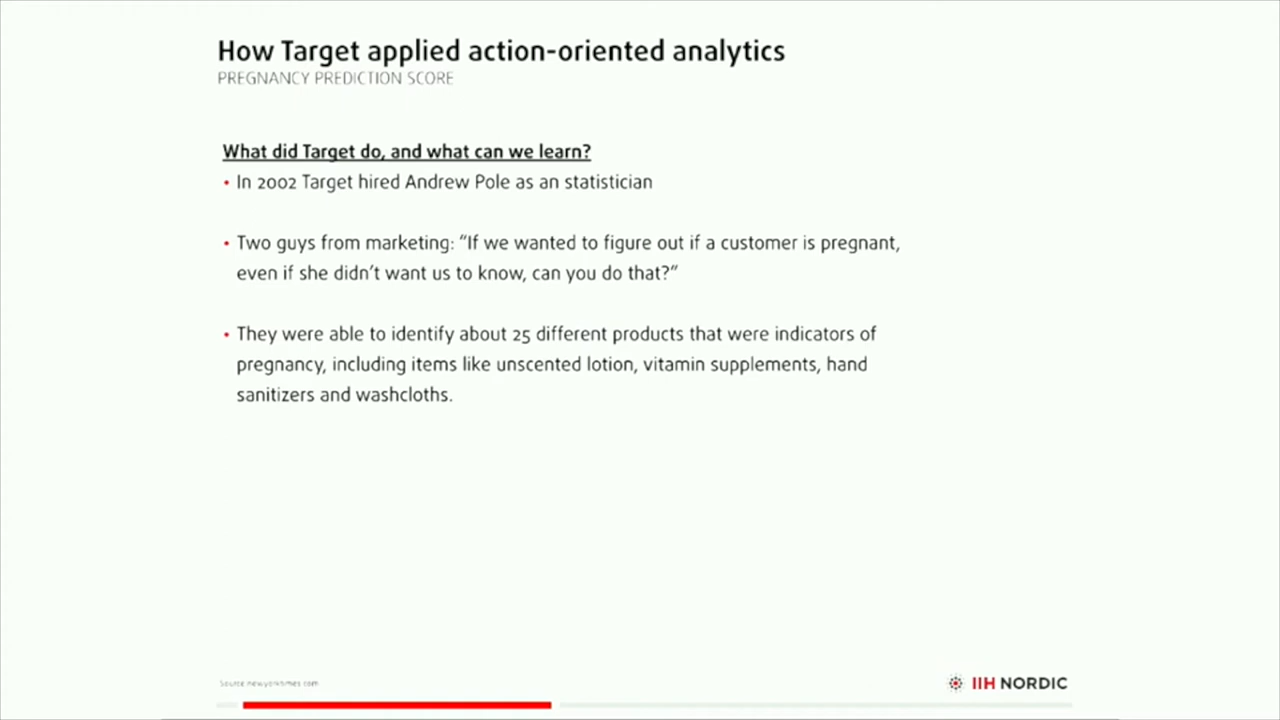 How Target applied action-oriented analytics
PREGNANCY PREDICTION SCORE
What did Target do, and what can we learn?
• In 2002 Target hired Andrew Pole as an statistician
• Two guys from marketing: “If we wanted to figure out if a customer is pregnant,
even if she didn’t want us to know, can you do that?”
• They were able to identify about 25 different products that were indicators of
pregnancy, including items like unscented lotion, vitamin supplements, hand
sanitizers and washcloths.
Source: newyorktimes.com
IIH NORDIC